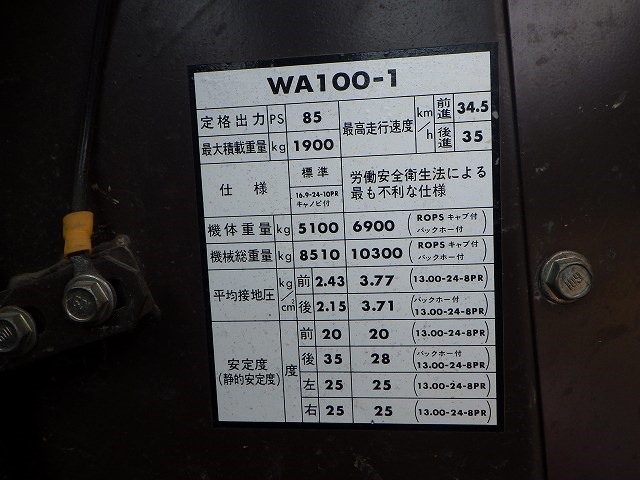 WA100-1
定格出力 PS 85 最高走行速度 km/h 前進 34.5
最大積載重量 kg 1900 後進 35
仕様 標準 16.9-24-10PR キャノピ付 労働安全衛生法による
最も不利な仕様
機体重量 kg 5100 6900 (ROPSキャブ付 バックホー付)
機械総重量 kg 8510 10300 (ROPSキャブ付 バックホー付)
平均接地圧 kg/cm 前 2.43 3.77 (13.00-24-8PR)
後 2.15 3.71 (バックホー付 13.00-24-8PR)
安定度 (静的安定度) 度 前 20 20 (13.00-24-8PR)
後 35 28 (バックホー付 13.00-24-8PR)
左 25 25 (13.00-24-8PR)
右 25 25 (13.00-24-8PR)